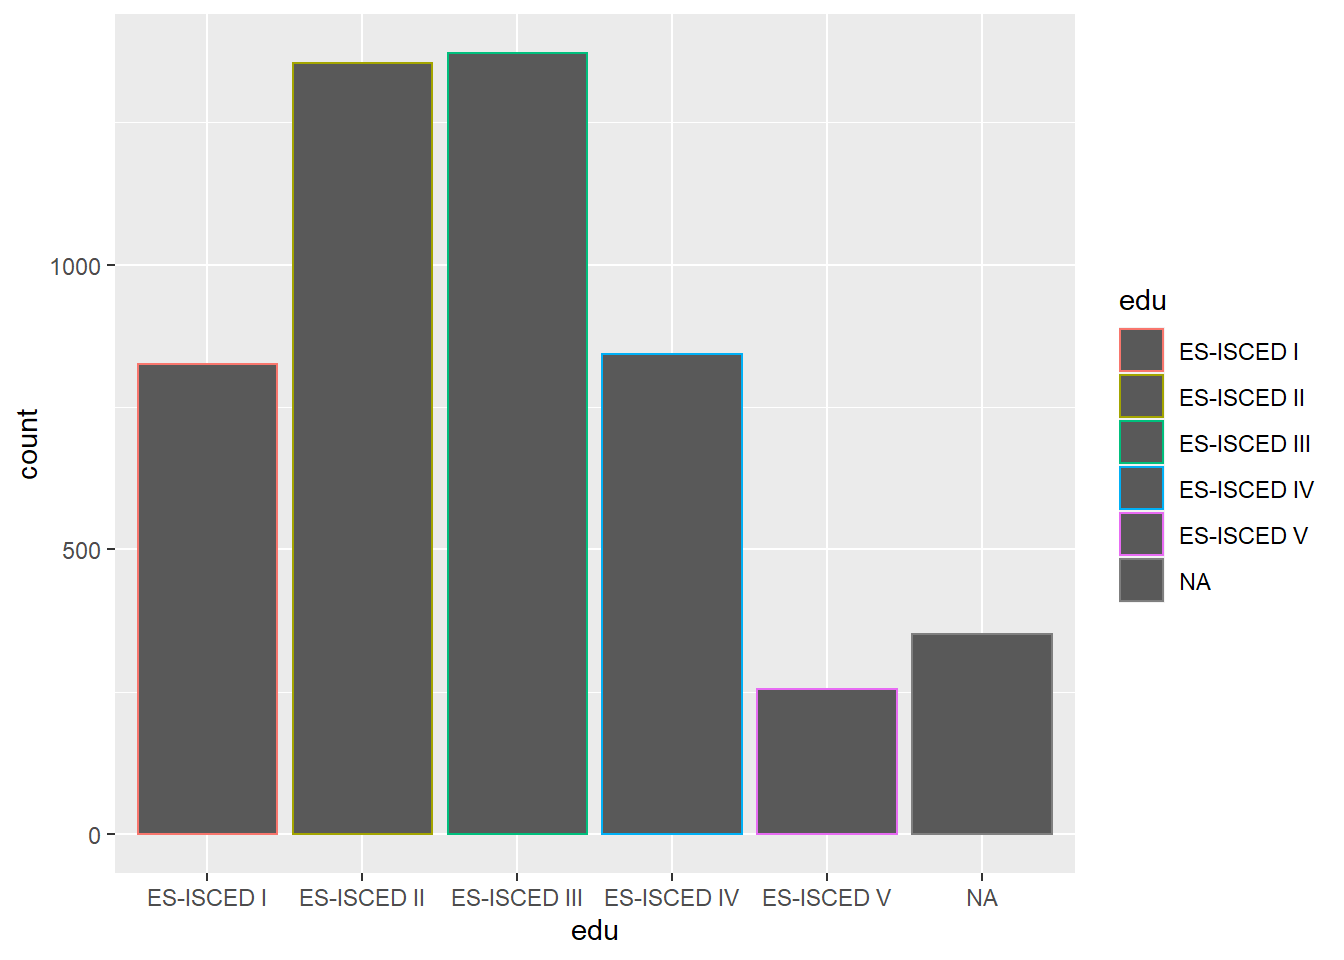 count
1000
500
0
ES-ISCED I
ES-ISCED II
ES-ISCED III
ES-ISCED IV
ES-ISCED V
NA
edu
edu
ES-ISCED I
ES-ISCED II
ES-ISCED III
ES-ISCED IV
ES-ISCED V
NA